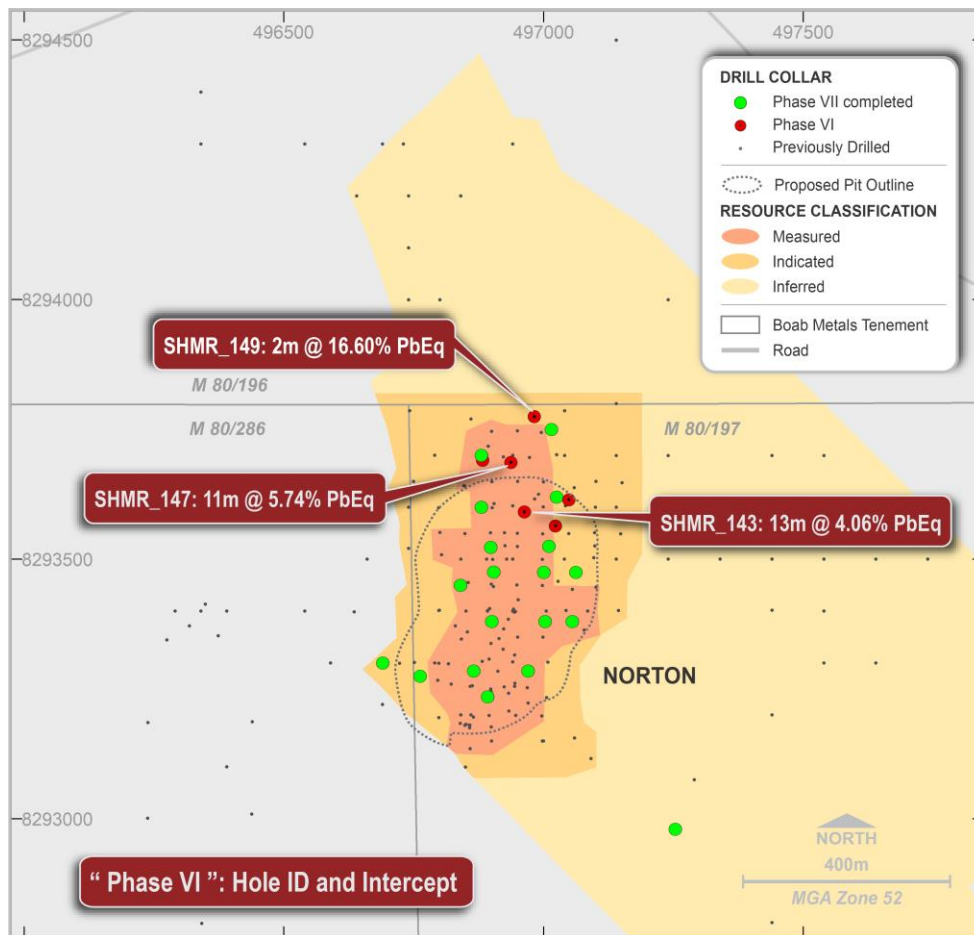 496500
497000
497500
8294500
8294000
8293500
8293000
DRILL COLLAR
Phase VII completed
Phase VI
Previously Drilled
Proposed Pit Outline
RESOURCE CLASSIFICATION
Measured
Indicated
Inferred
Boab Metals Tenement
Road
SHMR_149: 2m @ 16.60% PbEq
M 80/196
M 80/286
M 80/197
SHMR_147: 11m @ 5.74% PbEq
SHMR_143: 13m @ 4.06% PbEq
NORTON
NORTH
400m
MGA Zone 52
“ Phase VI ”: Hole ID and Intercept